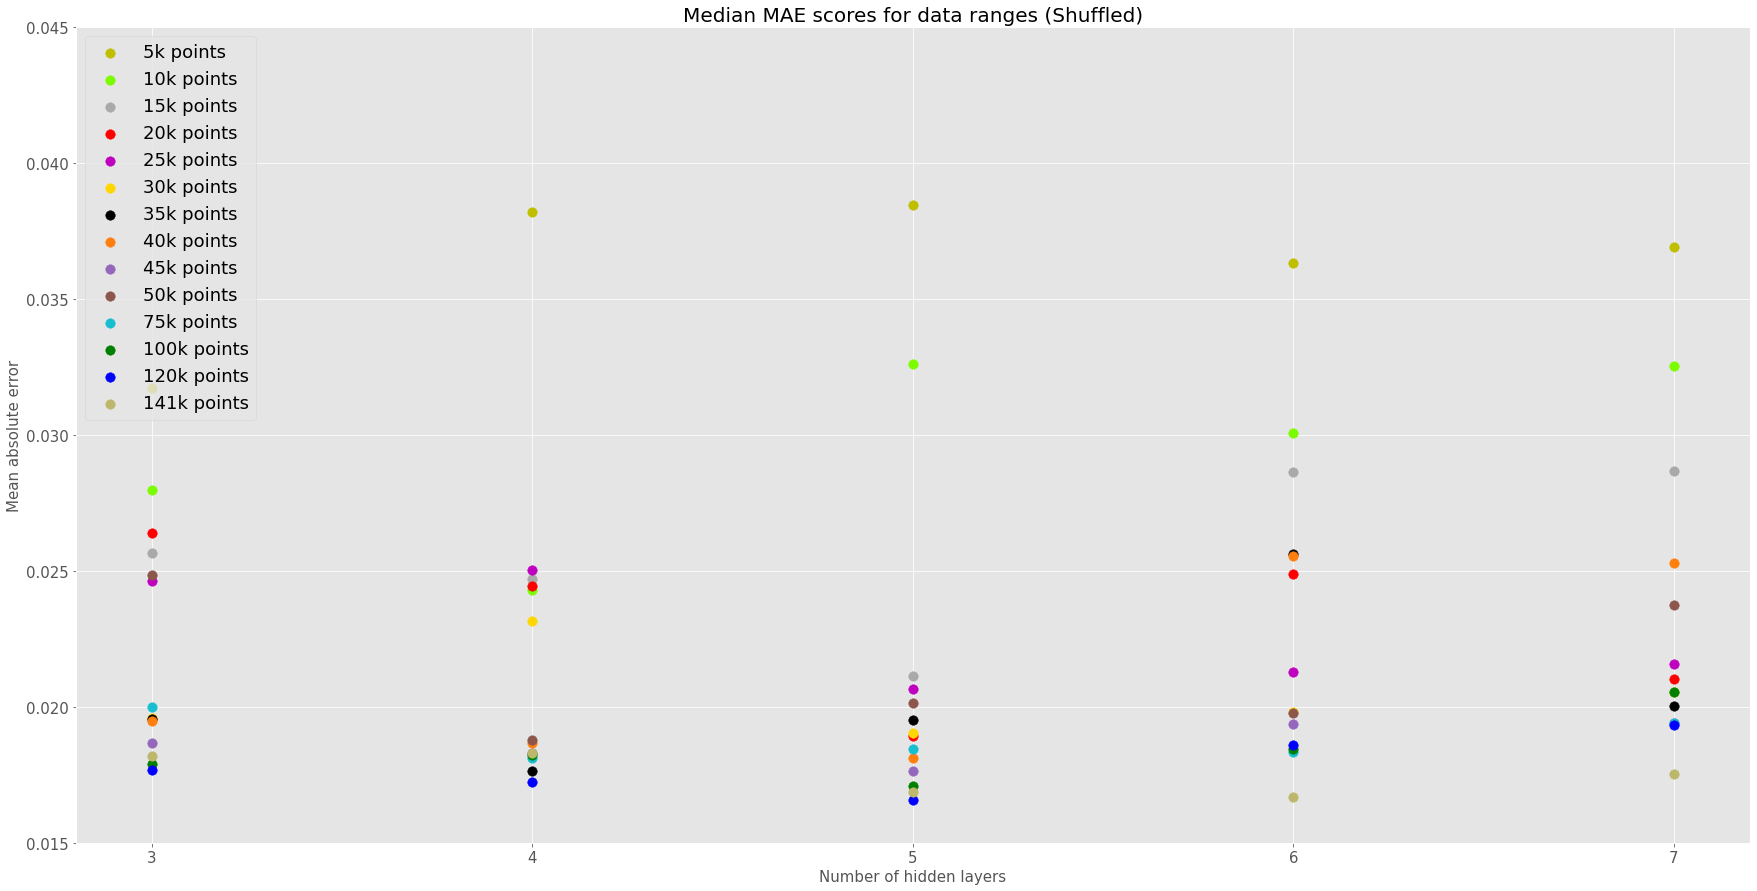 Median MAE scores for data ranges (Shuffled)
0.045
0.040
0.035
0.030
0.025
0.020
0.015
Mean absolute error
5k points
10k points
15k points
20k points
25k points
30k points
35k points
40k points
45k points
50k points
75k points
100k points
120k points
141k points
3 4 5 6 7
Number of hidden layers